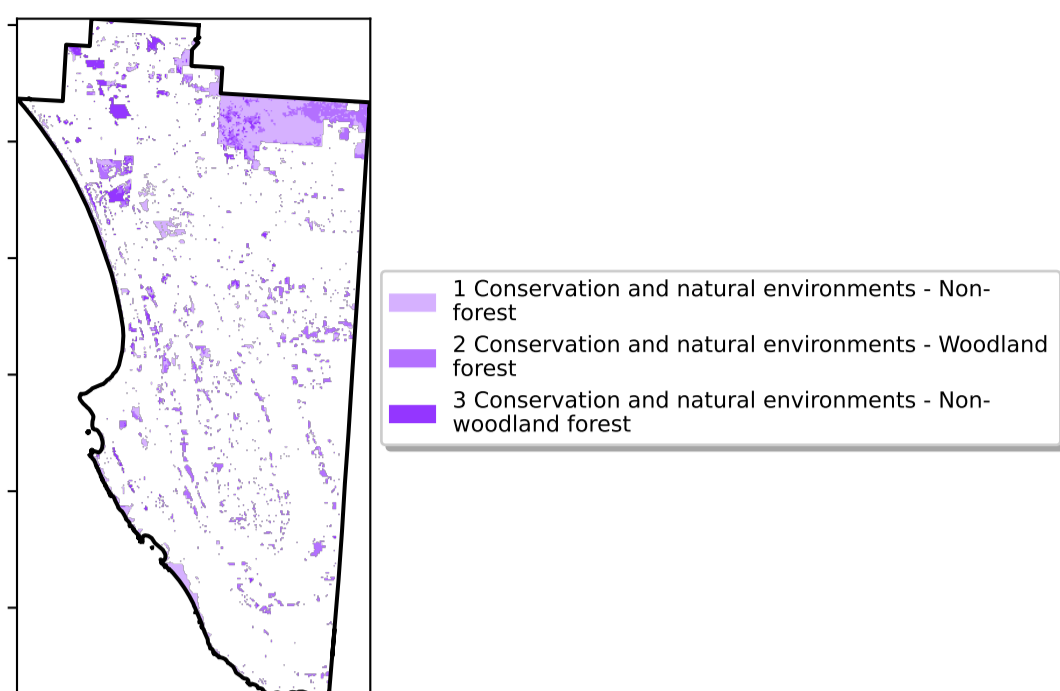 1 Conservation and natural environments - Non-
forest
2 Conservation and natural environments - Woodland
forest
3 Conservation and natural environments - Non-
woodland forest